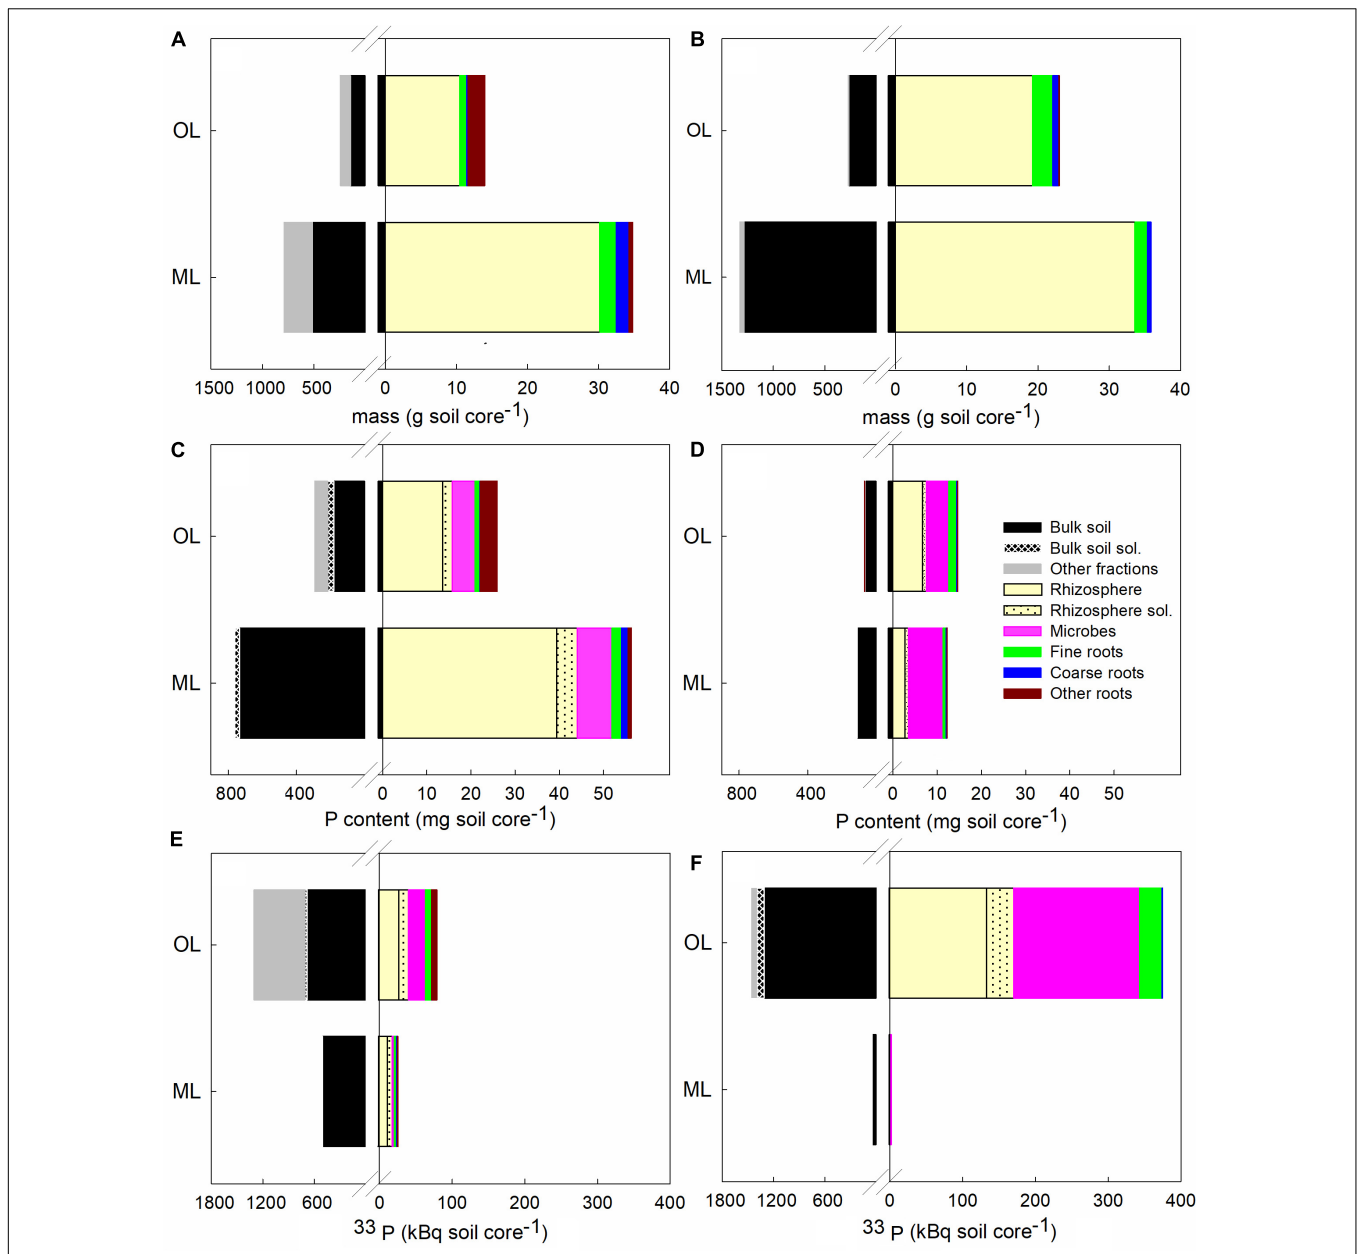 A
OL
ML
1500 1000 500 0 10 20 30 40
mass (g soil core-1)
B
OL
ML
1500 1000 500 0 10 20 30 40
mass (g soil core-1)
C
OL
ML
800 400 0 10 20 30 40 50
P content (mg soil core-1)
D
OL
ML
800 400 0 10 20 30 40 50
P content (mg soil core-1)
Bulk soil
Bulk soil sol.
Other fractions
Rhizosphere
Rhizosphere sol.
Microbes
Fine roots
Coarse roots
Other roots
E
OL
ML
1800 1200 600 0 100 200 300 400
33 P (kBq soil core-1)
F
OL
ML
1800 1200 600 0 100 200 300 400
33 P (kBq soil core-1)